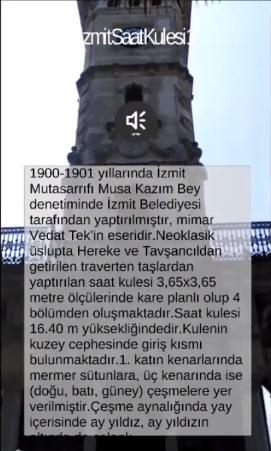 zmitSaatKulesi1
1900-1901 yıllarında İzmit
Mutasarrıfı Musa Kazım Bey
denetiminde İzmit Belediyesi
tarafından yaptırılmıştır, mimar
Vedat Tek'in eseridir.Neoklasik
üslupta Hereke ve Tavşancıldan
getirilen traverten taşlardan
yaptırılan saat kulesi 3,65x3,65
metre ölçülerinde kare planlı olup 4
bölümden oluşmaktadır.Saat kulesi
16.40 m yüksekliğindedir.Kulenin
kuzey cephesinde giriş kısmı
bulunmaktadır.1. katın kenarlarında
mermer sütunlara, üç kenarında ise
(doğu, batı, güney) çeşmelere yer
verilmiştir.Çeşme aynalığında yay
içerisinde ay yıldız, ay yıldızın